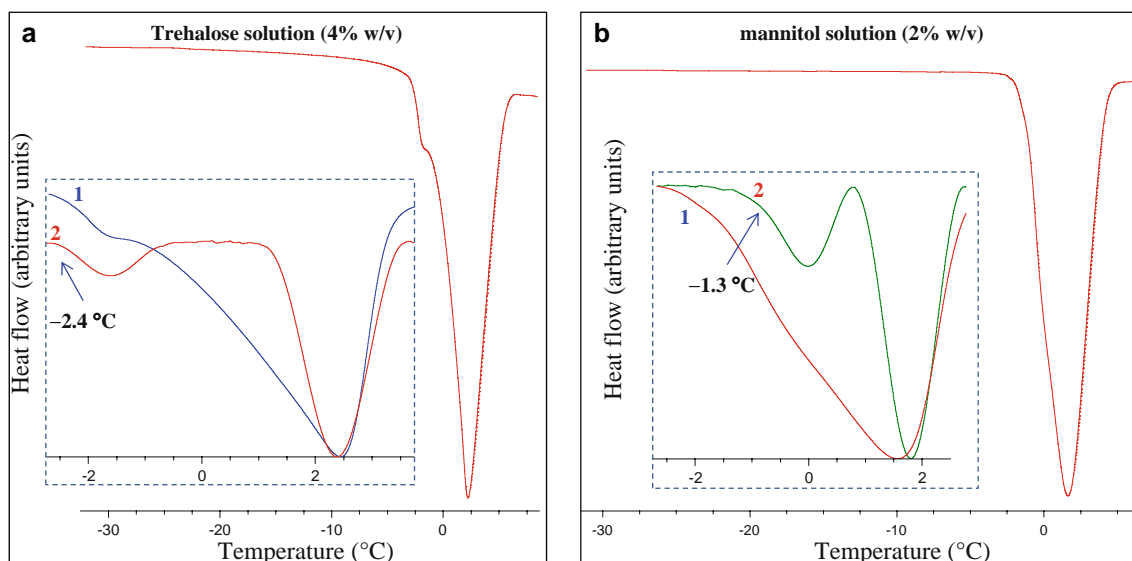 a
Trehalose solution (4% w/v)
Heat flow (arbitrary units)
1
2
−2.4 °C
-2 0 2
-30 -20 -10 0
Temperature (°C)
b
mannitol solution (2% w/v)
Heat flow (arbitrary units)
2
1
−1.3 °C
-2 0 2
-30 -20 -10 0
Temperature (°C)